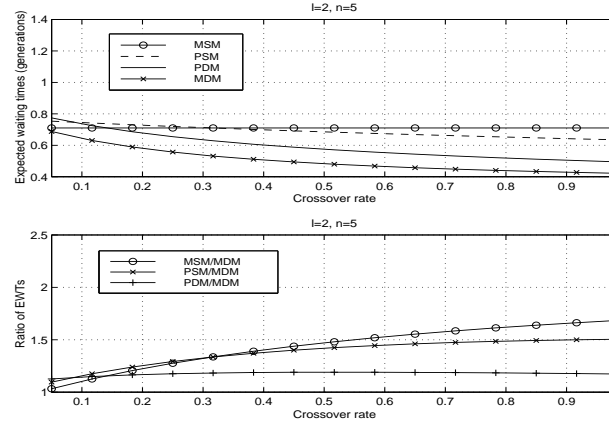 l=2, n=5
1.4
1.2
1
0.8
0.6
0.4
Expected waiting times (generations)
MSM
PSM
PDM
MDM
0.1 0.2 0.3 0.4 0.5 0.6 0.7 0.8 0.9
Crossover rate
l=2, n=5
2.5
2
1.5
1
Ratio of EWTs
MSM/MDM
PSM/MDM
PDM/MDM
0.1 0.2 0.3 0.4 0.5 0.6 0.7 0.8 0.9
Crossover rate